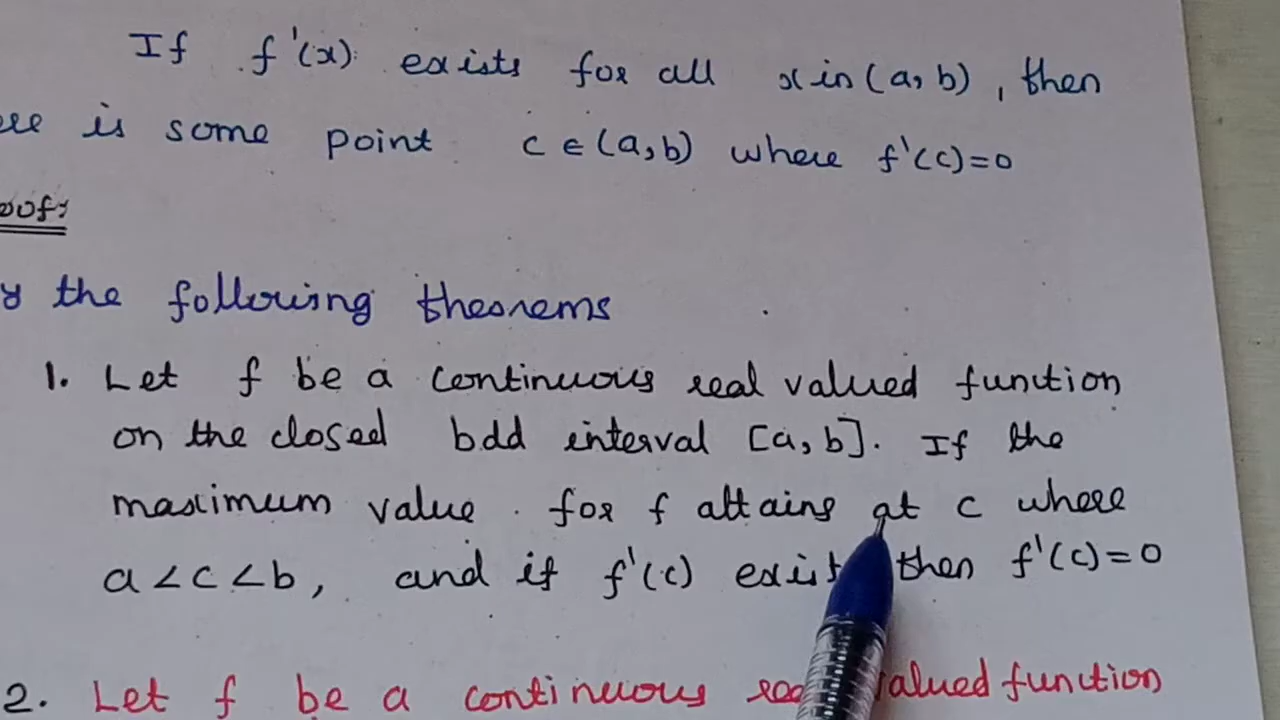 If f'(x) exists for all x in (a, b), then
is some point c ∈ (a, b) where f'(c)=0
the following theorems
1. Let f be a continuous real valued function
on the closed bdd interval [a, b]. If the
maximum value for f attains at c where
a < c < b, and if f'(c) exist then f'(c)=0
2. Let f be a continuous valued function